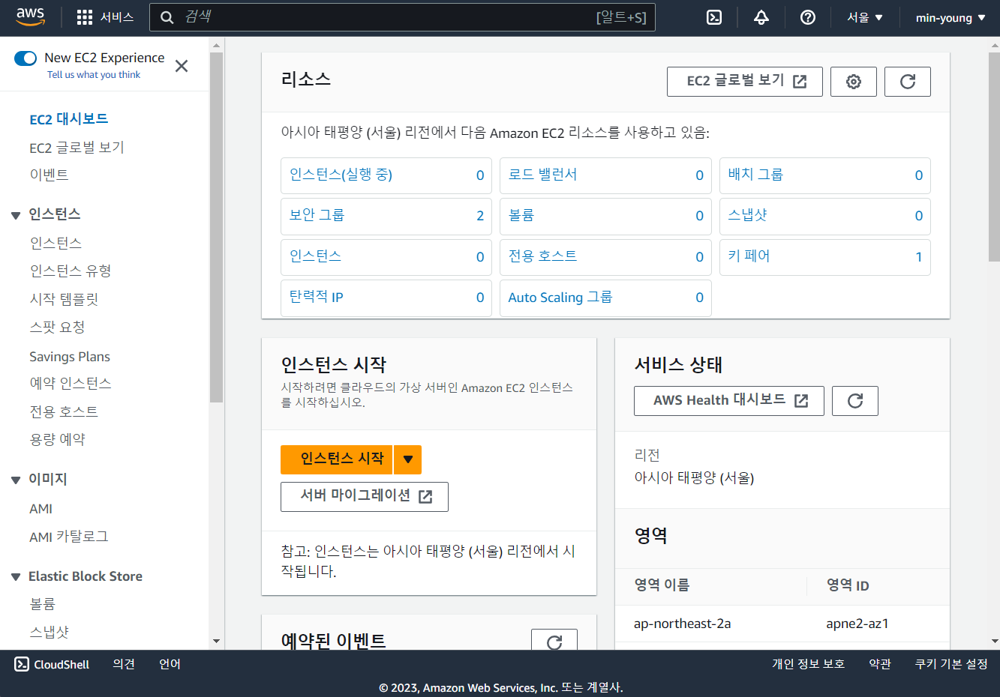 aws
서비스
검색
[알트+S]
서울
min-young
New EC2 Experience
Tell us what you think
EC2 대시보드
EC2 글로벌 보기
이벤트
인스턴스
인스턴스
인스턴스 유형
시작 템플릿
스팟 요청
Savings Plans
예약 인스턴스
전용 호스트
용량 예약
이미지
AMI
AMI 카탈로그
Elastic Block Store
볼륨
스냅샷
리소스
EC2 글로벌 보기
아시아 태평양 (서울) 리전에서 다음 Amazon EC2 리소스를 사용하고 있음:
인스턴스(실행 중) 0
로드 밸런서 0
배치 그룹 0
보안 그룹 2
볼륨 0
스냅샷 0
인스턴스 0
전용 호스트 0
키 페어 1
탄력적 IP 0
Auto Scaling 그룹 0
인스턴스 시작
시작하려면 클라우드의 가상 서버인 Amazon EC2 인스턴스
를 시작하십시오.
인스턴스 시작
서버 마이그레이션
참고: 인스턴스는 아시아 태평양 (서울) 리전에서 시
작됩니다.
예약된 이벤트
서비스 상태
AWS Health 대시보드
리전
아시아 태평양 (서울)
영역
영역 이름 영역 ID
ap-northeast-2a apne2-az1
CloudShell
의견
언어
개인 정보 보호
약관
쿠키 기본 설정
© 2023, Amazon Web Services, Inc. 또는 계열사.